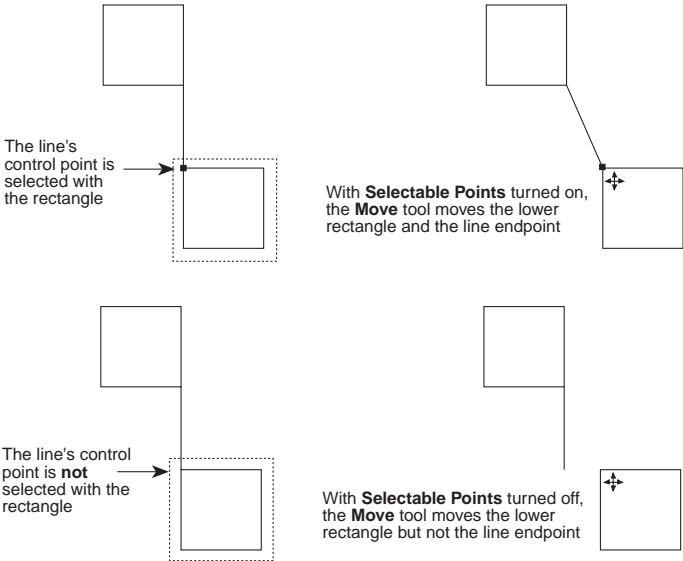 The line's
control point is
selected with
the rectangle
With Selectable Points turned on,
the Move tool moves the lower
rectangle and the line endpoint
The line's control
point is not
selected with the
rectangle
With Selectable Points turned off,
the Move tool moves the lower
rectangle but not the line endpoint